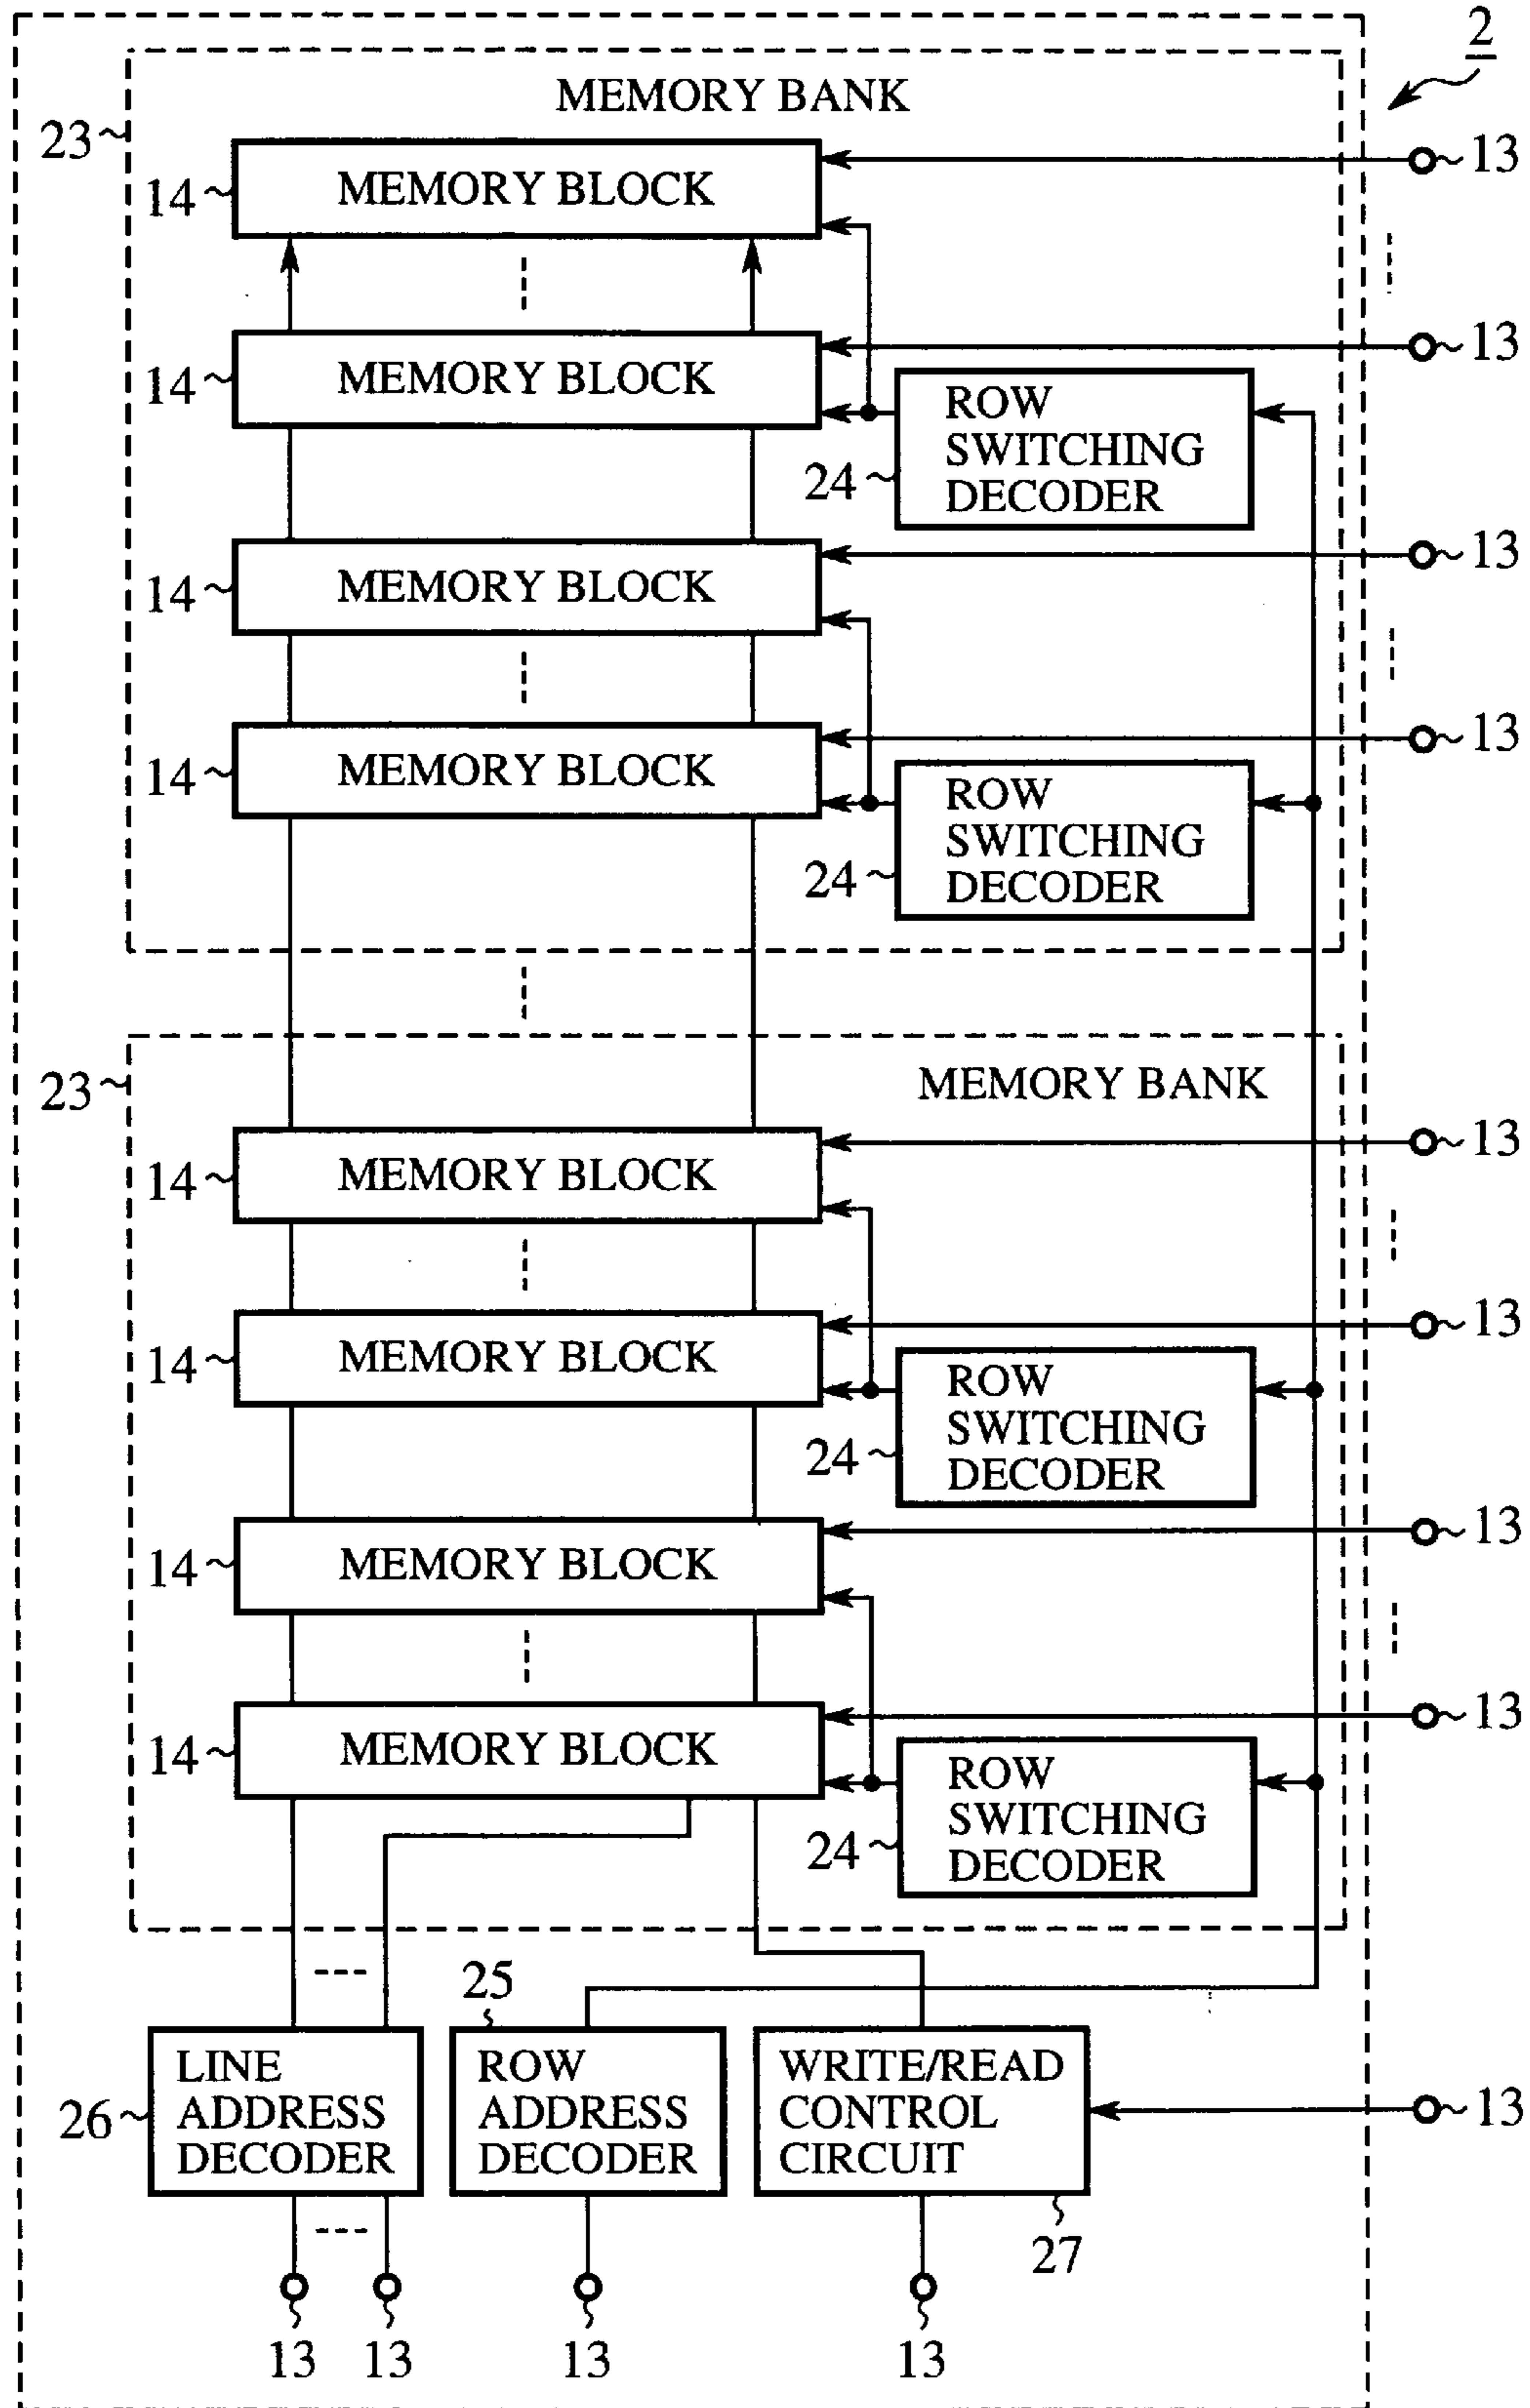 2
MEMORY BANK
23
13
14
MEMORY BLOCK
13
14
MEMORY BLOCK
ROW
SWITCHING
DECODER
24
13
14
MEMORY BLOCK
13
14
MEMORY BLOCK
ROW
SWITCHING
DECODER
24
23
MEMORY BANK
13
14
MEMORY BLOCK
13
14
MEMORY BLOCK
ROW
SWITCHING
DECODER
24
13
14
MEMORY BLOCK
13
14
MEMORY BLOCK
ROW
SWITCHING
DECODER
24
25
26
LINE
ADDRESS
DECODER
ROW
ADDRESS
DECODER
WRITE/READ
CONTROL
CIRCUIT
13
27
13
13
13
13